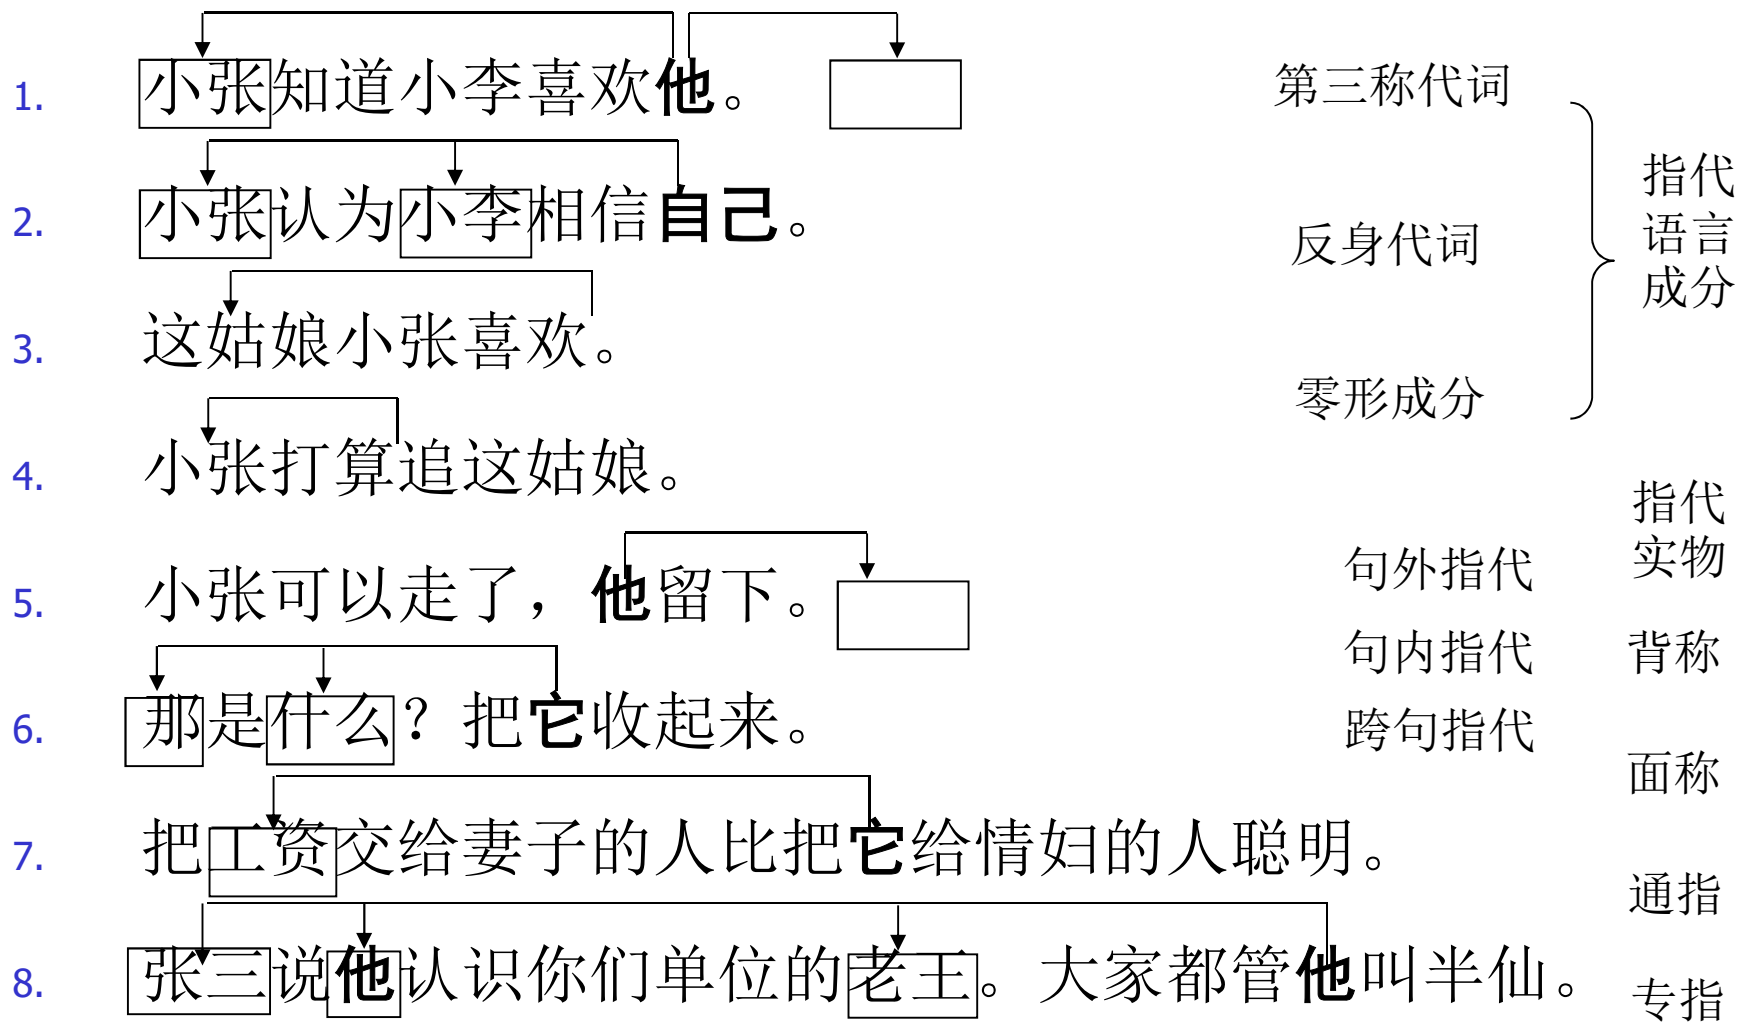 1. 小张知道小李喜欢他。
2. 小张认为小李相信自己。
3. 这姑娘小张喜欢。
4. 小张打算追这姑娘。
5. 小张可以走了，他留下。
6. 那是什么？把它收起来。
7. 把工资交给妻子的人比把它给情妇的人聪明。
8. 张三说他认识你们单位的老王。大家都管他叫半仙。
第三称代词
反身代词
零形成分
指代
语言
成分
句外指代
句内指代
跨句指代
指代
实物
背称
面称
通指
专指